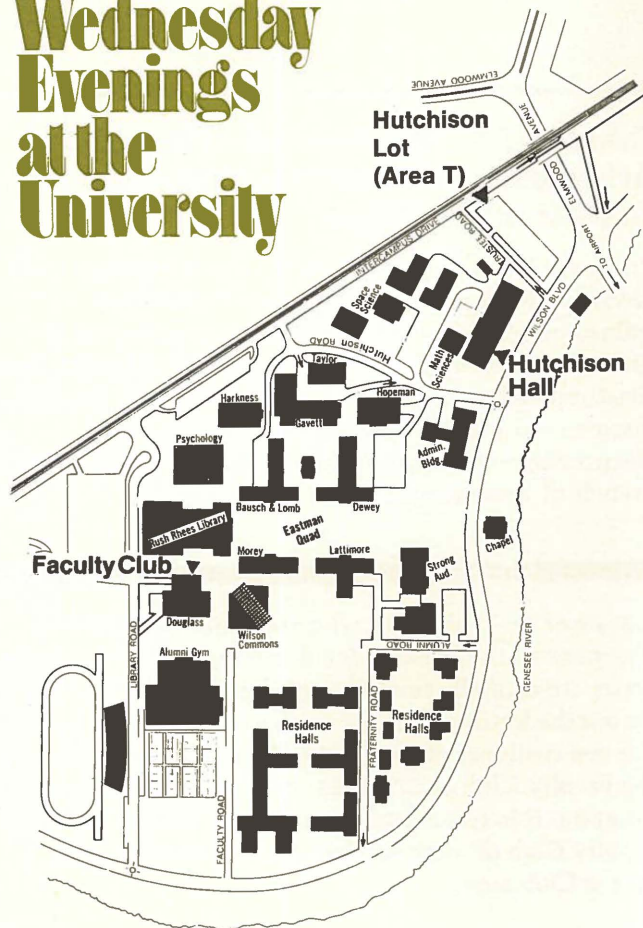 Wednesday
Evenings
at the
University
ELMWOOD AVENUE
AVENUE
ELMWOOD
Hutchison
Lot
(Area T)
TO AIRPORT
INTERCAMPUS DRIVE
TRUSTEE ROAD
WILSON BLVD
Space
Science
Hutchison ROAD
Math
Sciences
Hutchison
Hall
Taylor
Harkness
Hopeman
Gavett
Psychology
Admin.
Bldg.
Bausch & Lomb
Dewey
Rush Rhees Library
Eastman
Quad
Chapel
Morey
Lattimore
Strong
Aud.
Faculty Club
Douglass
Wilson
Commons
ALUMNI ROAD
GENESEE RIVER
LIBRARY ROAD
Alumni Gym
Residence
Halls
FRATERNITY ROAD
Residence
Halls
FACULTY ROAD